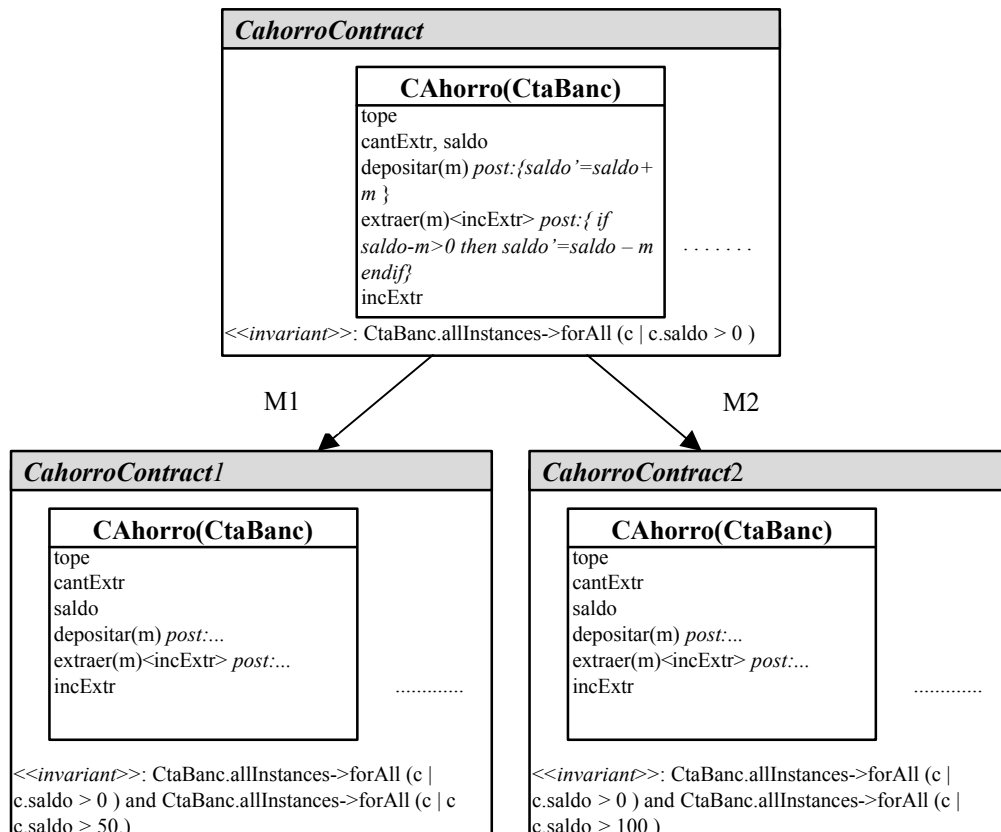 CahorroContract
CAhorro(CtaBanc)
tope
cantExtr, saldo
depositar(m) post:{saldo’=saldo+
m }
extraer(m)<incExtr> post:{ if
saldo-m>0 then saldo’=saldo – m
endif}
incExtr
. . . . . . .
<<invariant>>: CtaBanc.allInstances->forAll (c | c.saldo > 0 )
M1
M2
CahorroContract1
CAhorro(CtaBanc)
tope
cantExtr
saldo
depositar(m) post:...
extraer(m)<incExtr> post:...
incExtr
.............
<<invariant>>: CtaBanc.allInstances->forAll (c |
c.saldo > 0 ) and CtaBanc.allInstances->forAll (c | c
c.saldo > 50.)
CahorroContract2
CAhorro(CtaBanc)
tope
cantExtr
saldo
depositar(m) post:...
extraer(m)<incExtr> post:...
incExtr
.............
<<invariant>>: CtaBanc.allInstances->forAll (c |
c.saldo > 0 ) and CtaBanc.allInstances->forAll (c |
c.saldo > 100 )